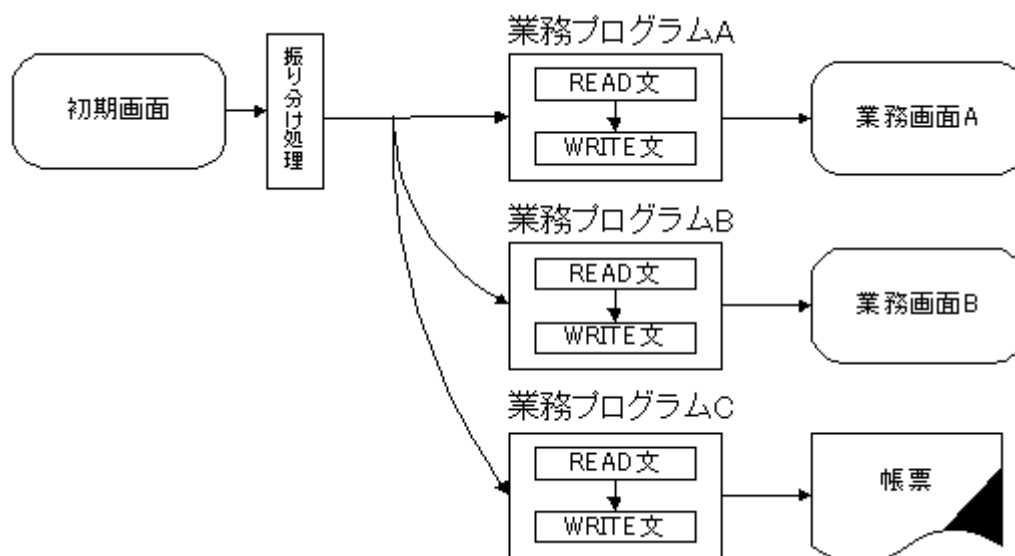 初期画面
振り分け処理
業務プログラムA
READ文
WRITE文
業務画面A
業務プログラムB
READ文
WRITE文
業務画面B
業務プログラムC
READ文
WRITE文
帳票